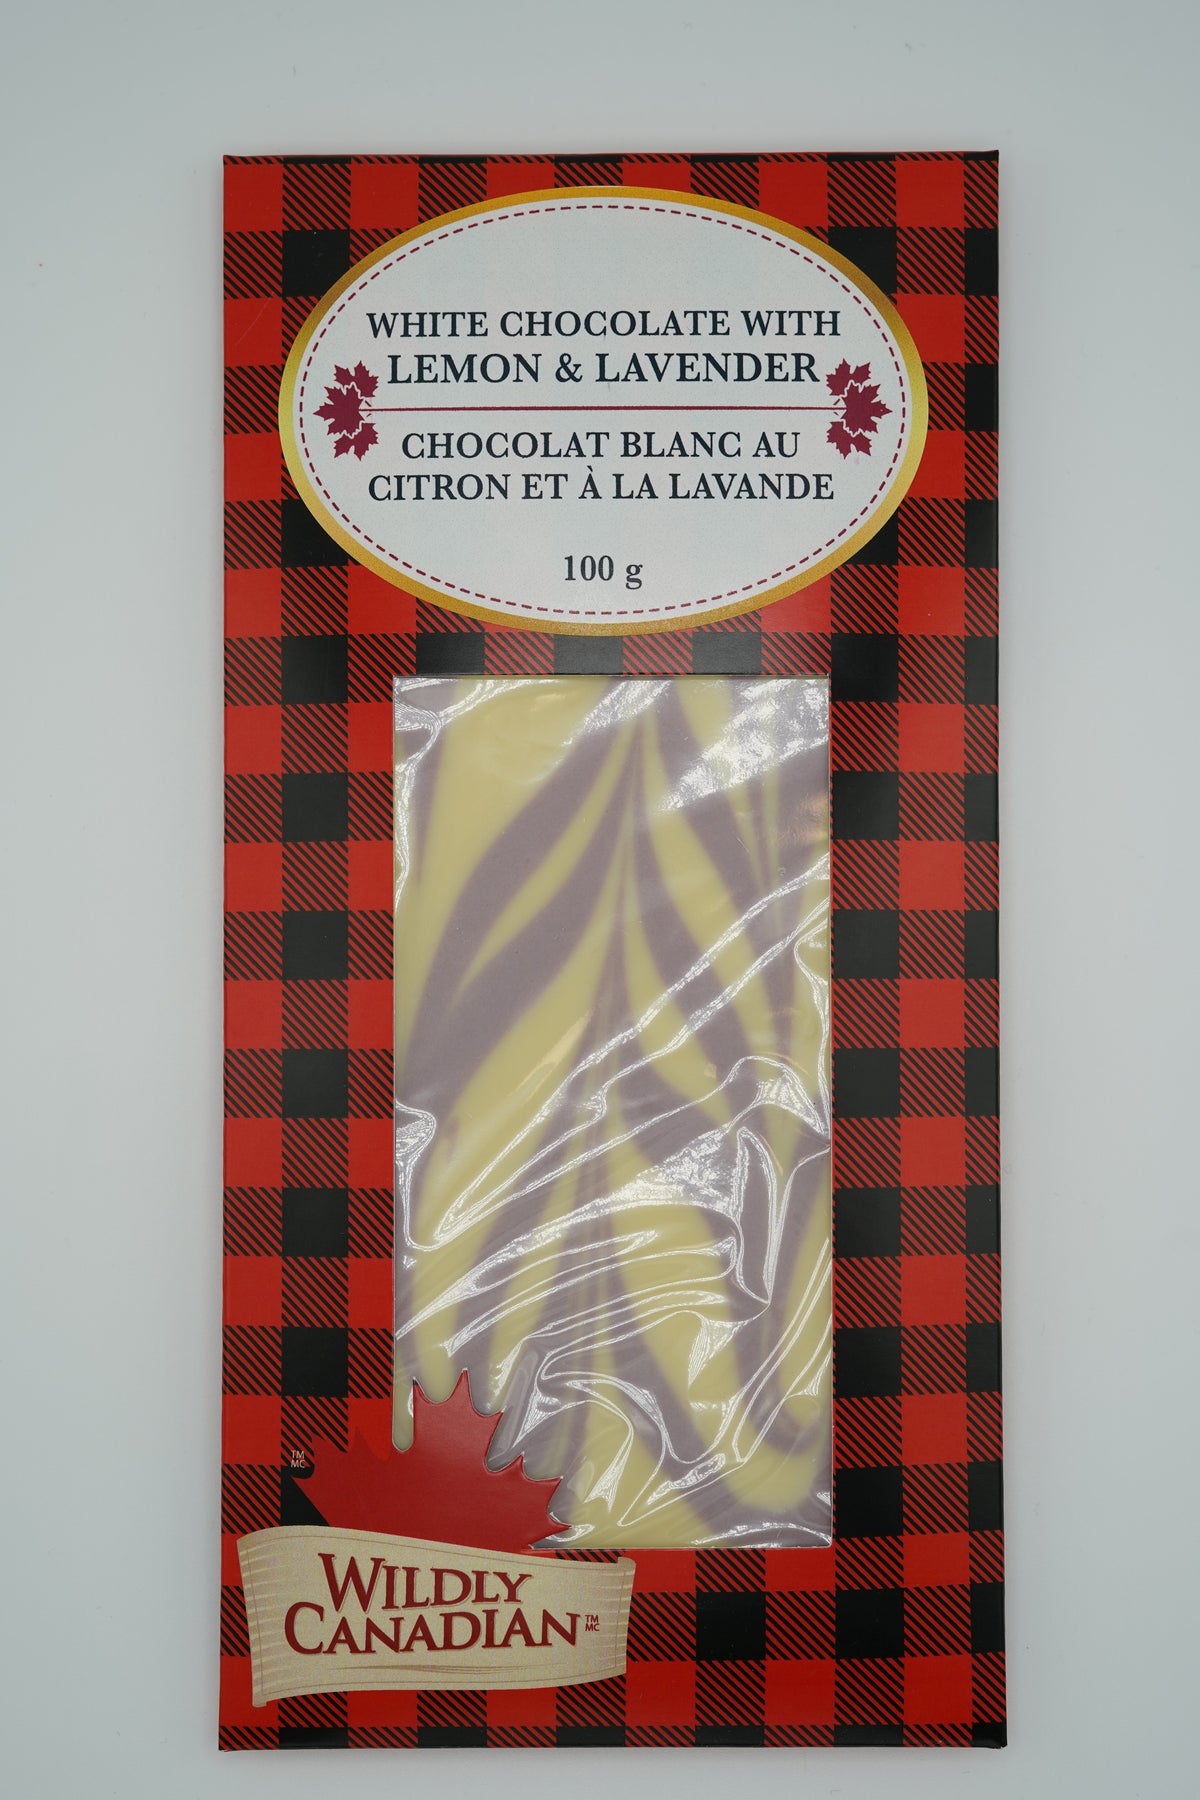 WHITE CHOCOLATE WITH
LEMON & LAVENDER
CHOCOLAT BLANC AU
CITRON ET À LA LAVANDE
100 g
TM
MC
WILDLY
CANADIAN TM
MC